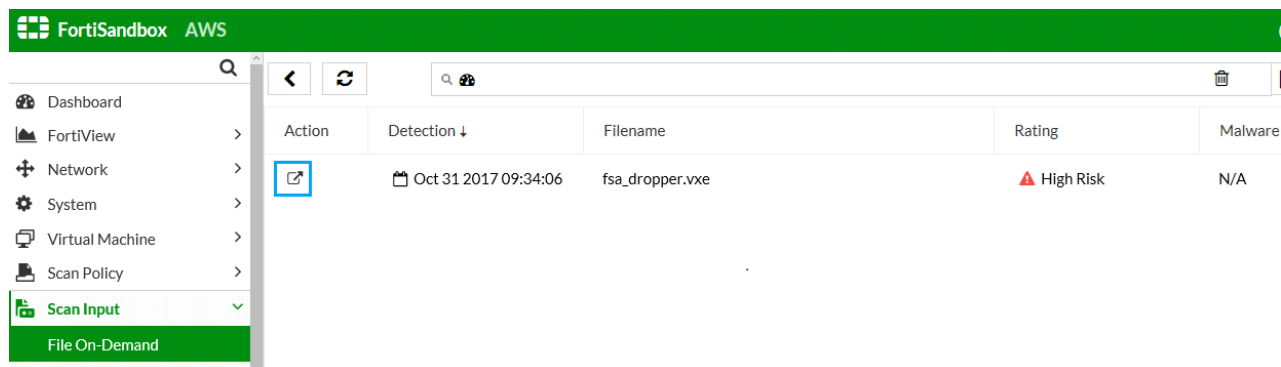 FortiSandbox AWS
Dashboard
FortiView
Network
System
Virtual Machine
Scan Policy
Scan Input
File On-Demand
Action Detection Filename Rating Malware
Oct 31 2017 09:34:06 fsa_dropper.vxe High Risk N/A